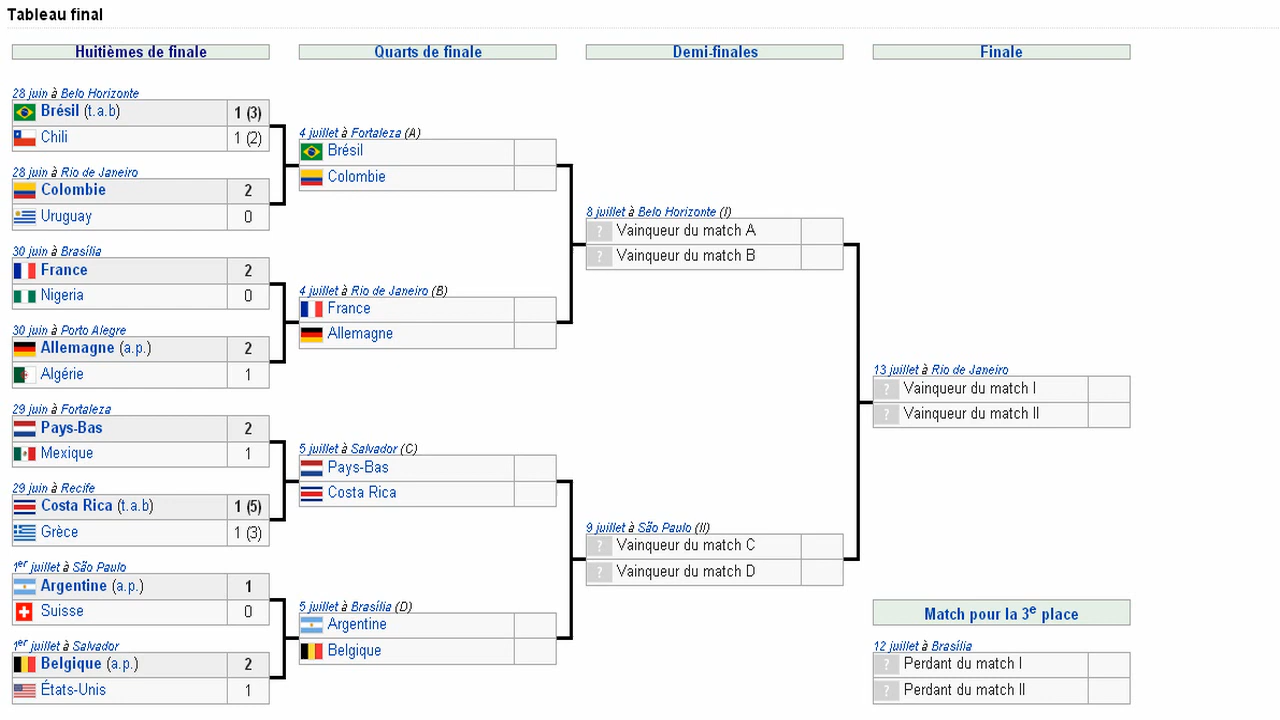 Tableau final
Huitièmes de finale
Quarts de finale
Demi-finales
Finale
28 juin à Belo Horizonte
Brésil (t.a.b) 1 (3)
Chili 1 (2)
28 juin à Rio de Janeiro
Colombie 2
Uruguay 0
30 juin à Brasília
France 2
Nigeria 0
30 juin à Porto Alegre
Allemagne (a.p.) 2
Algérie 1
29 juin à Fortaleza
Pays-Bas 2
Mexique 1
29 juin à Recife
Costa Rica (t.a.b) 1 (5)
Grèce 1 (3)
1er juillet à São Paulo
Argentine (a.p.) 1
Suisse 0
1er juillet à Salvador
Belgique (a.p.) 2
États-Unis 1
4 juillet à Fortaleza (A)
Brésil
Colombie
4 juillet à Rio de Janeiro (B)
France
Allemagne
5 juillet à Salvador (C)
Pays-Bas
Costa Rica
5 juillet à Brasília (D)
Argentine
Belgique
8 juillet à Belo Horizonte (I)
? Vainqueur du match A
? Vainqueur du match B
9 juillet à São Paulo (II)
? Vainqueur du match C
? Vainqueur du match D
13 juillet à Rio de Janeiro
? Vainqueur du match I
? Vainqueur du match II
Match pour la 3e place
12 juillet à Brasília
? Perdant du match I
? Perdant du match II